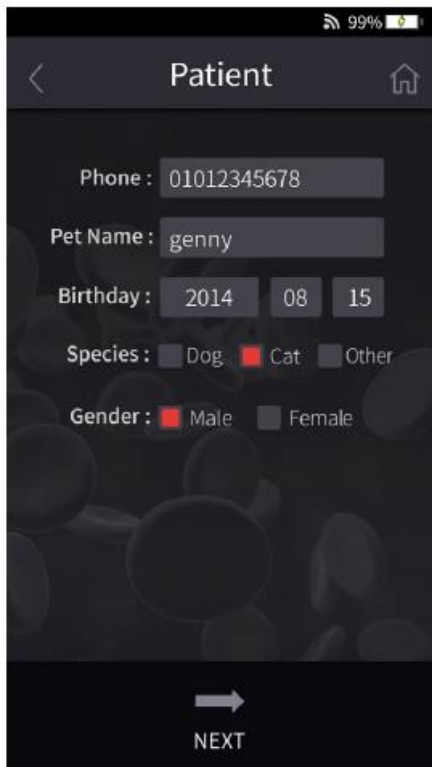 99%
Patient
Phone : 01012345678
Pet Name : genny
Birthday : 2014 08 15
Species : Dog Cat Other
Gender : Male Female
NEXT